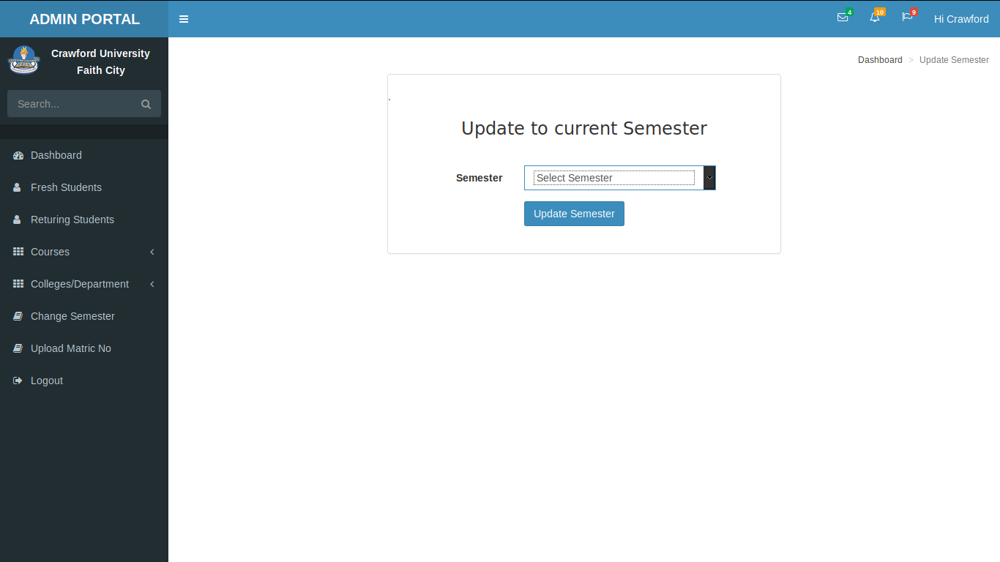 ADMIN PORTAL
4
10
9
Hi Crawford
Crawford University
Faith City
Search...
Dashboard
Fresh Students
Returing Students
Courses
Colleges/Department
Change Semester
Upload Matric No
Logout
Dashboard > Update Semester
.
Update to current Semester
Semester
Select Semester
Update Semester